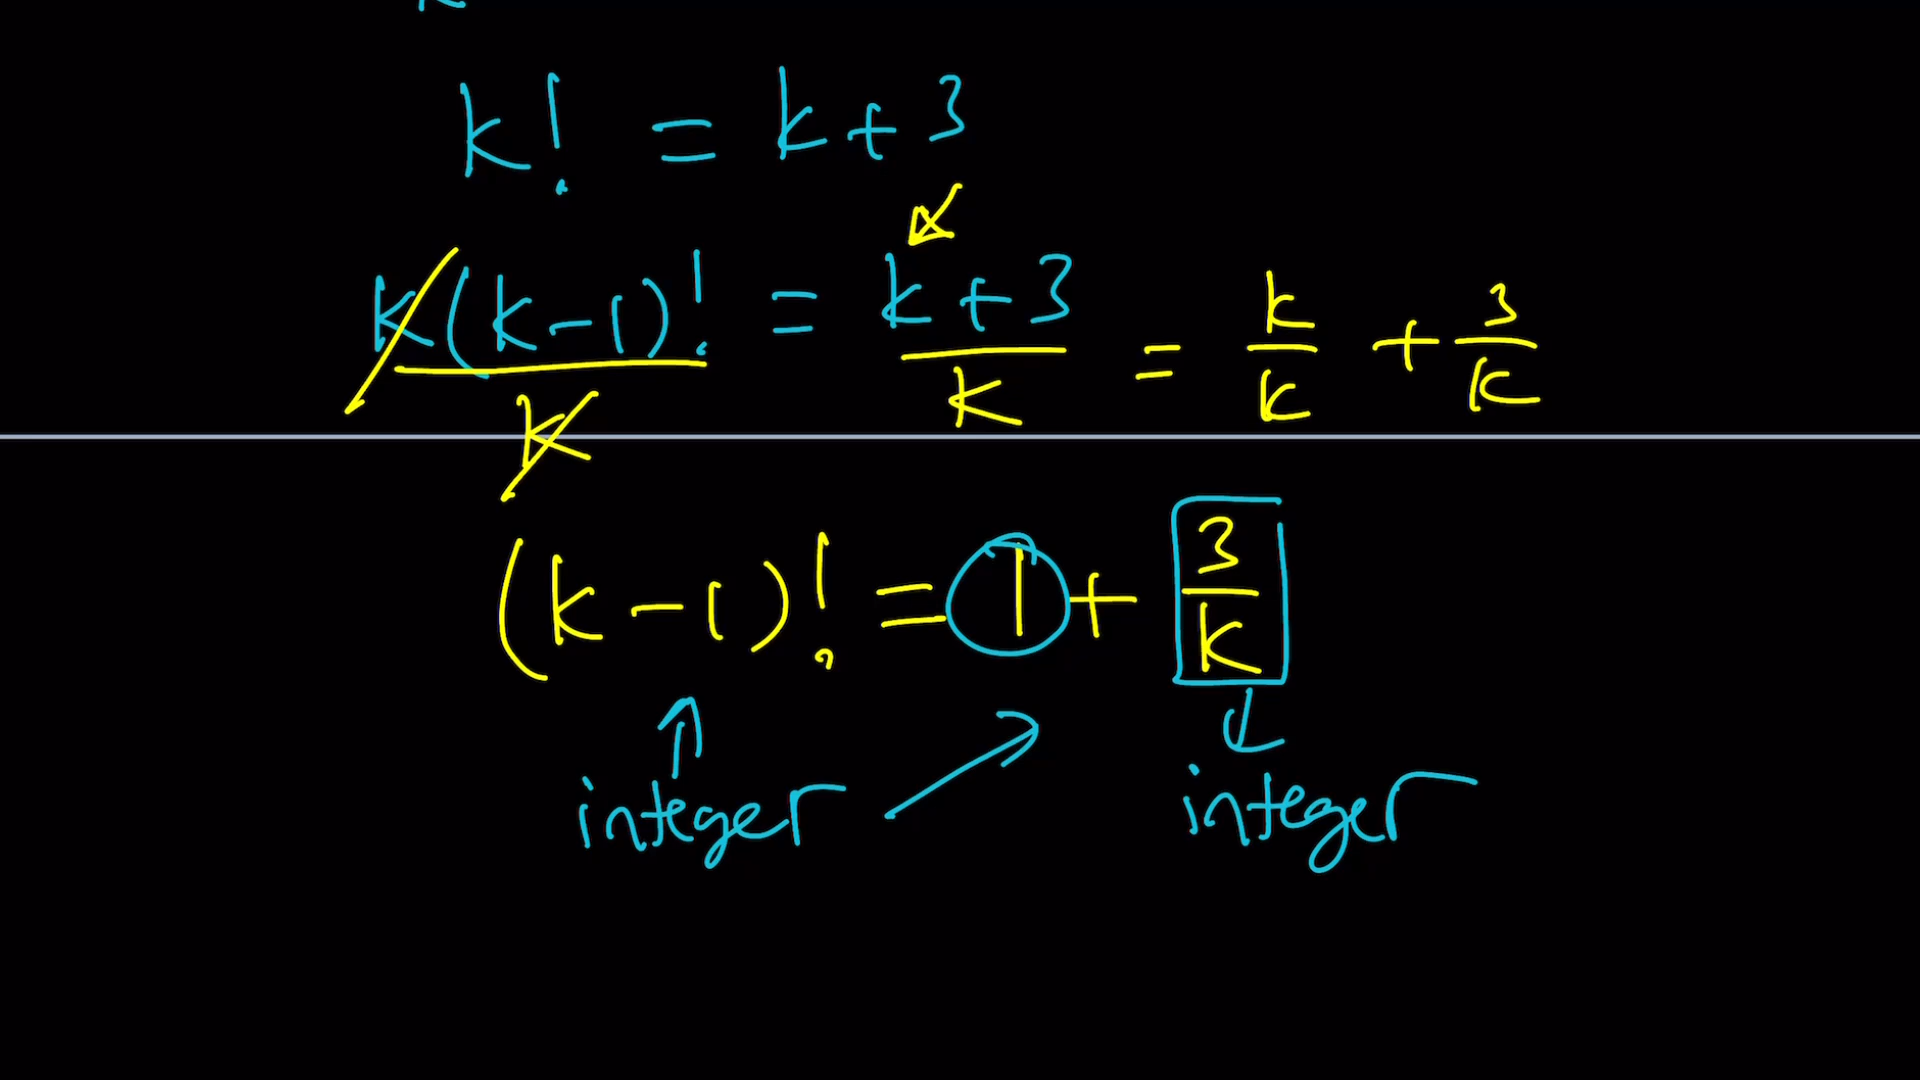 k! = k+3
k(k-1)!/k = k+3/k = k/k + 3/k
(k-1)! = 1 + 3/k
integer integer